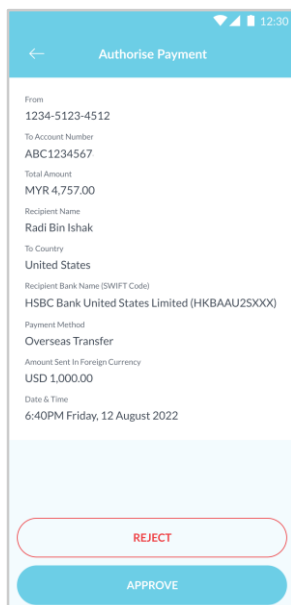 12:30
Authorise Payment
From
1234-5123-4512
To Account Number
ABC1234567
Total Amount
MYR 4,757.00
Recipient Name
Radi Bin Ishak
To Country
United States
Recipient Bank Name (SWIFT Code)
HSBC Bank United States Limited (HKBAAU2SXXX)
Payment Method
Overseas Transfer
Amount Sent In Foreign Currency
USD 1,000.00
Date & Time
6:40PM Friday, 12 August 2022
REJECT
APPROVE